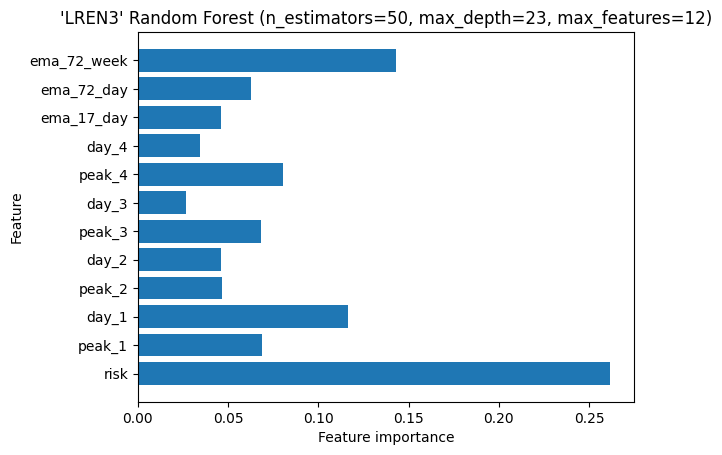 'LREN3' Random Forest (n_estimators=50, max_depth=23, max_features=12)
ema_72_week
ema_72_day
ema_17_day
day_4
peak_4
day_3
peak_3
day_2
peak_2
day_1
peak_1
risk
Feature
0.00 0.05 0.10 0.15 0.20 0.25
Feature importance